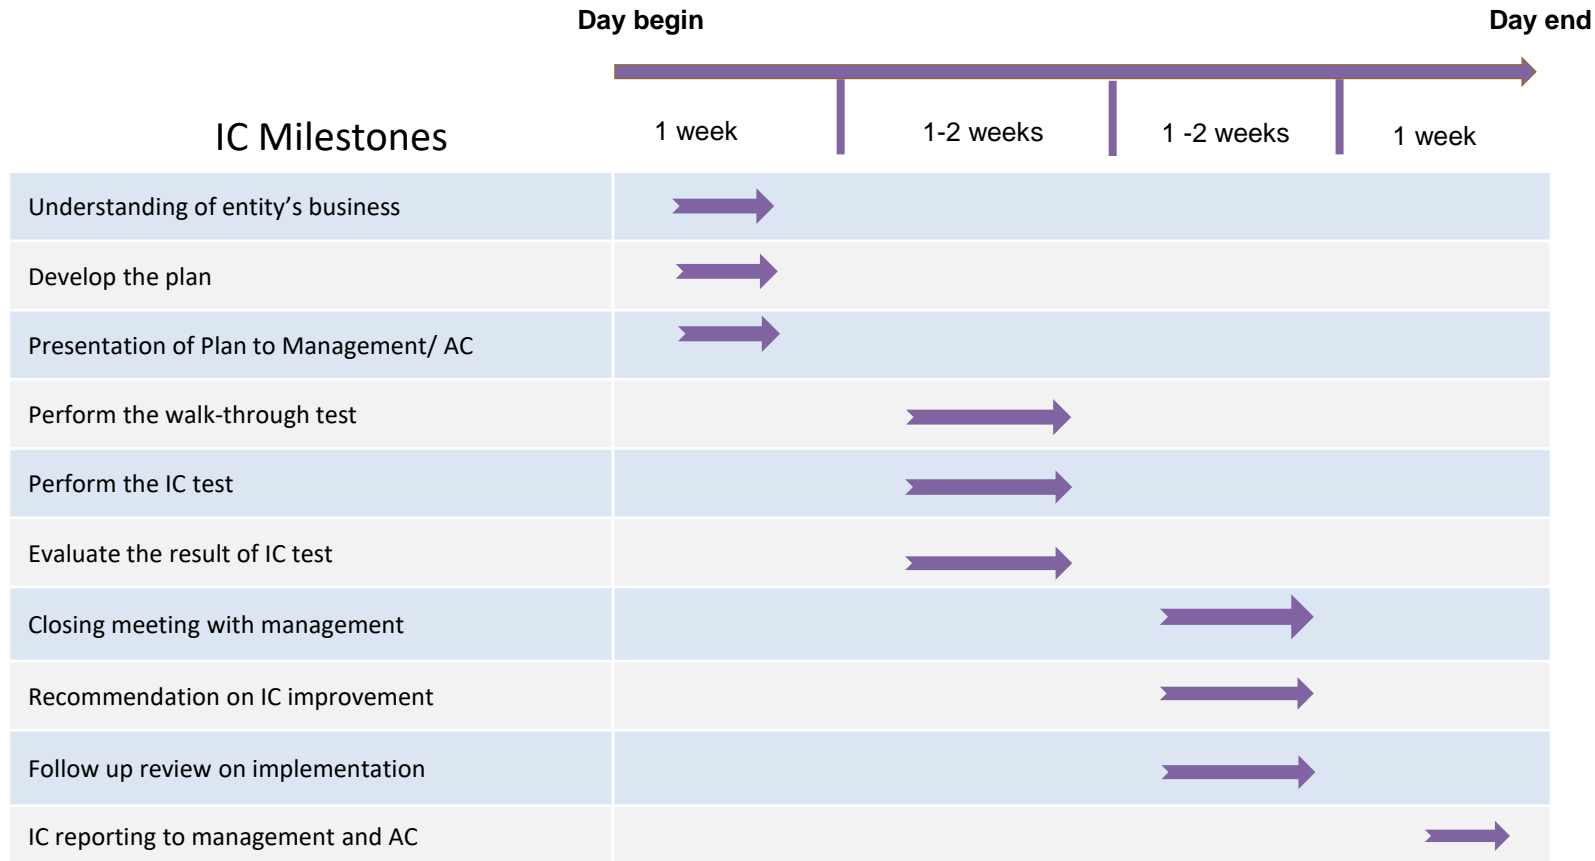 Day begin
Day end
IC Milestones
1 week
1-2 weeks
1 -2 weeks
1 week
Understanding of entity’s business
Develop the plan
Presentation of Plan to Management/ AC
Perform the walk-through test
Perform the IC test
Evaluate the result of IC test
Closing meeting with management
Recommendation on IC improvement
Follow up review on implementation
IC reporting to management and AC